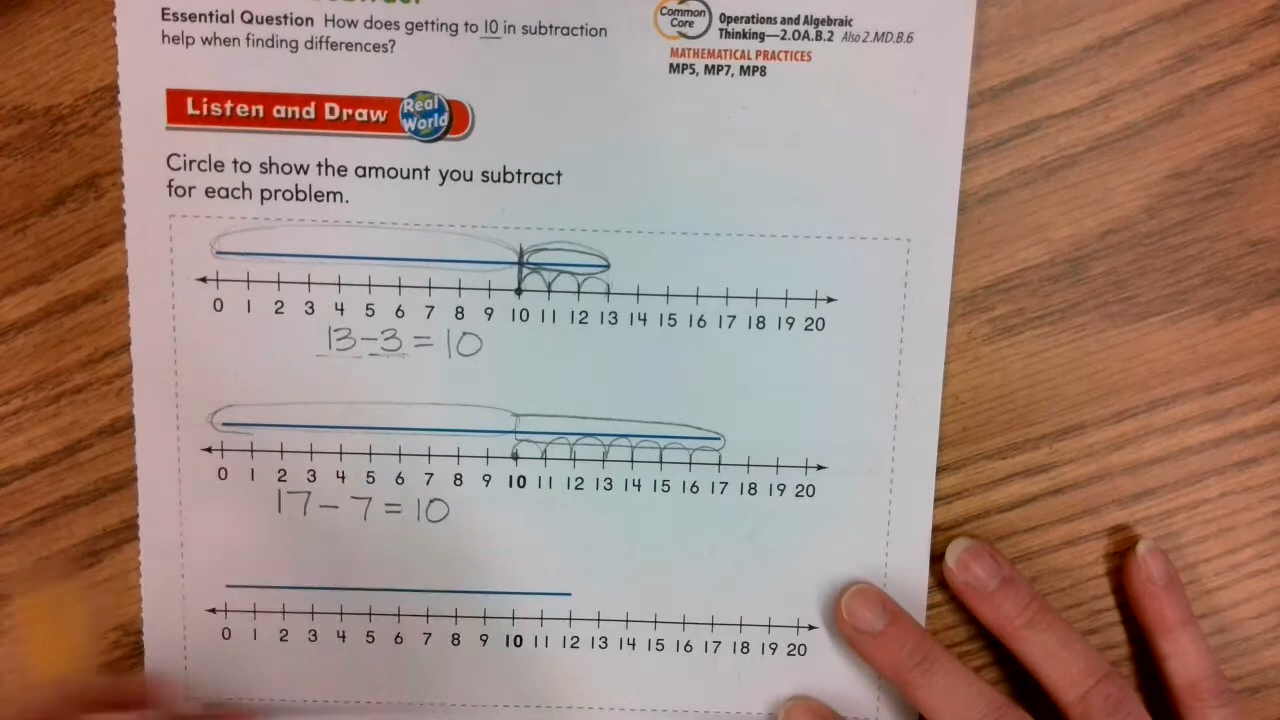 Essential Question How does getting to 10 in subtraction
help when finding differences?
Common
Core
Operations and Algebraic
Thinking—2.OA.B.2 Also 2.MD.B.6
MATHEMATICAL PRACTICES
MP5, MP7, MP8
Listen and Draw
Real
World
Circle to show the amount you subtract
for each problem.
0 1 2 3 4 5 6 7 8 9 10 11 12 13 14 15 16 17 18 19 20
13-3=10
0 1 2 3 4 5 6 7 8 9 10 11 12 13 14 15 16 17 18 19 20
17-7=10
0 1 2 3 4 5 6 7 8 9 10 11 12 13 14 15 16 17 18 19 20